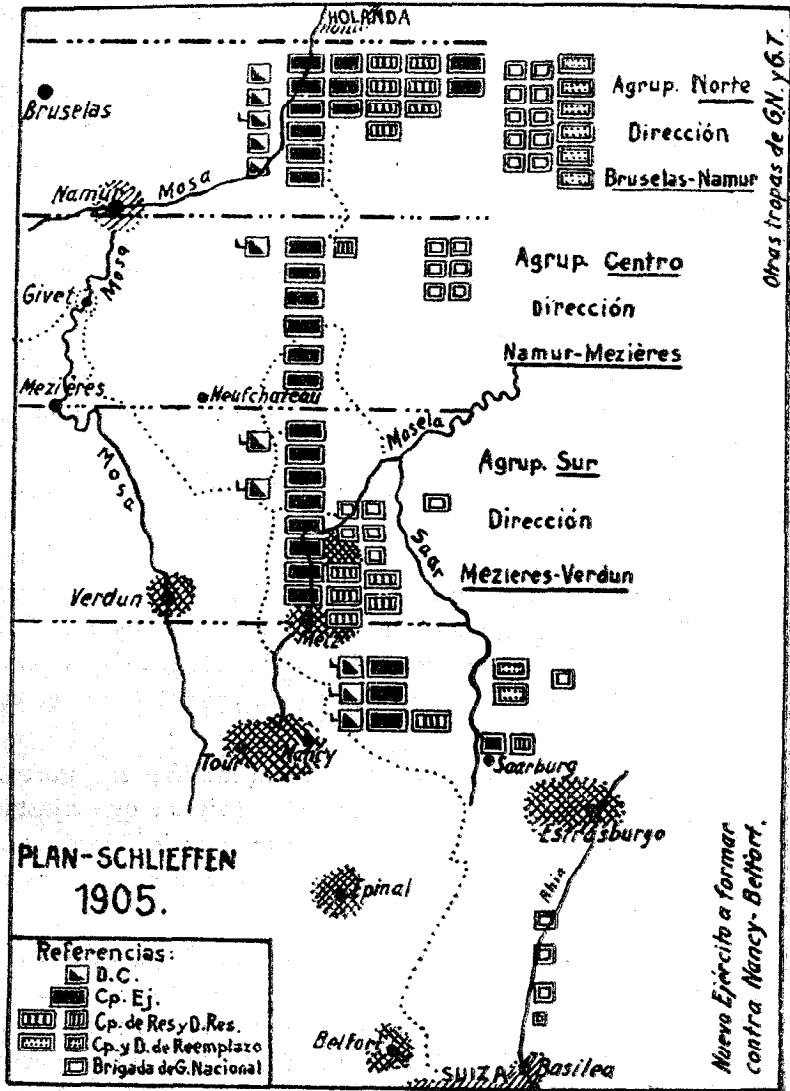 HOLANDA
Bruselas
Agrup. Norte
Dirección
Bruselas-Namur
Otras tropas de G.N. y G.T.
Namur
Mosa
Givet
Mosa
Agrup. Centro
Dirección
Namur-Mezières
Mezieres
Neufchateau
Mosela
Mosa
Agrup. Sur
Dirección
Mezieres-Verdun
Saar
Verdun
Metz
Tour
Nancy
Saarburg
Estrasburgo
PLAN-SCHLIEFFEN
1905.
Epinal
Rhin
Nuevo Ejército a formar
contra Nancy-Belfort.
Referencias:
D.C.
Cp. Ej.
Cp. de Res y D. Res.
Cp. y D. de Reemplazo
Brigada de G. Nacional
Belfort
SUIZA
Basilea